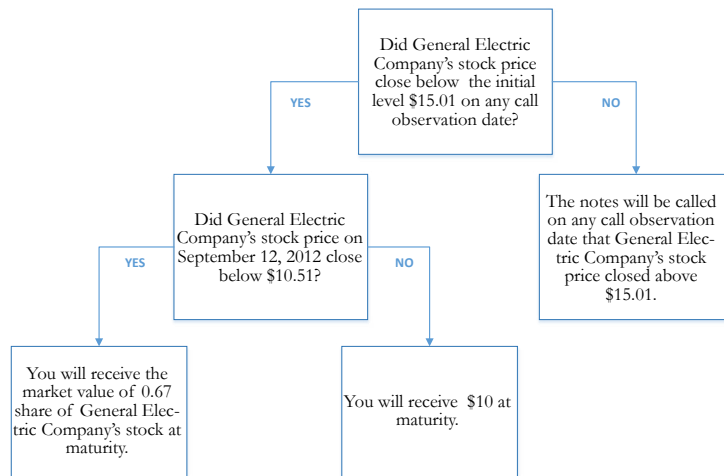 Did General Electric
Company's stock price
close below the initial
level $15.01 on any call
observation date?
YES
NO
Did General Electric
Company's stock price on
September 12, 2012 close
below $10.51?
The notes will be called
on any call observation
date that General Elec-
tric Company's stock
price closed above
$15.01.
YES
NO
You will receive the
market value of 0.67
share of General Elec-
tric Company's stock at
maturity.
You will receive $10 at
maturity.